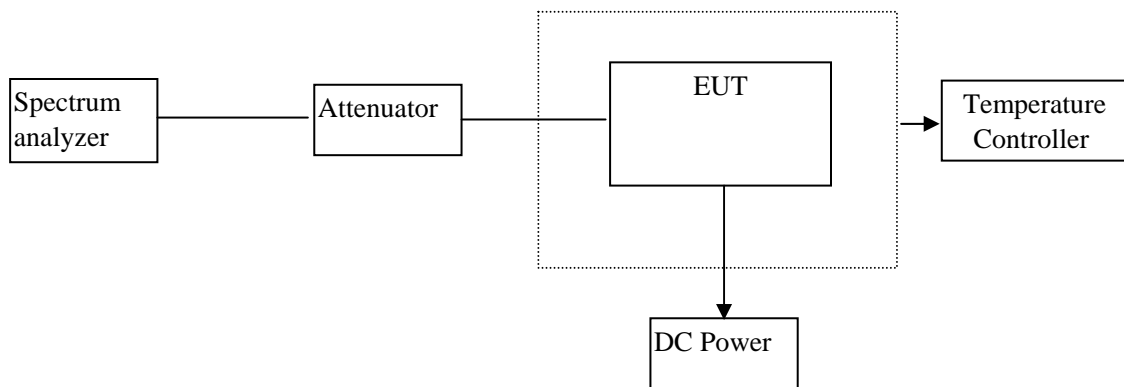 Spectrum
analyzer
Attenuator
EUT
Temperature
Controller
DC Power